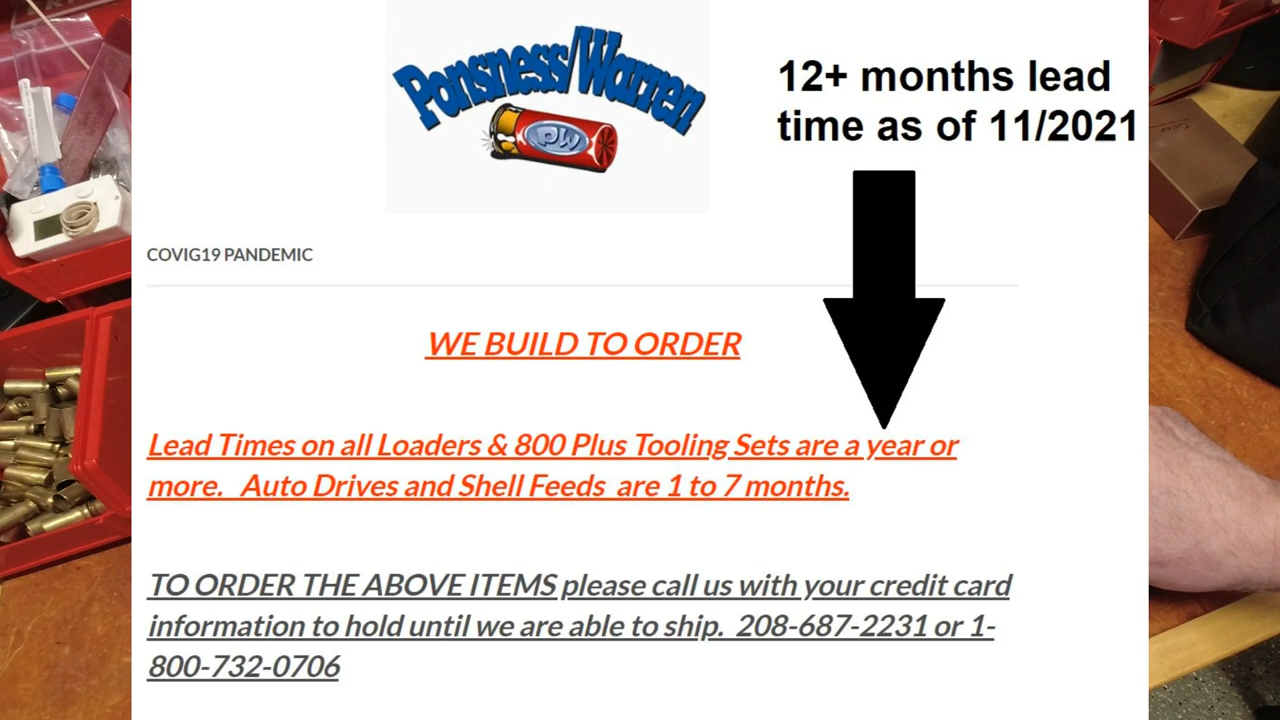 Ponsness/Warren
PW
12+ months lead
time as of 11/2021
COVIG19 PANDEMIC
WE BUILD TO ORDER
Lead Times on all Loaders & 800 Plus Tooling Sets are a year or
more.  Auto Drives and Shell Feeds  are 1 to 7 months.
TO ORDER THE ABOVE ITEMS please call us with your credit card
information to hold until we are able to ship.  208-687-2231 or 1-
800-732-0706